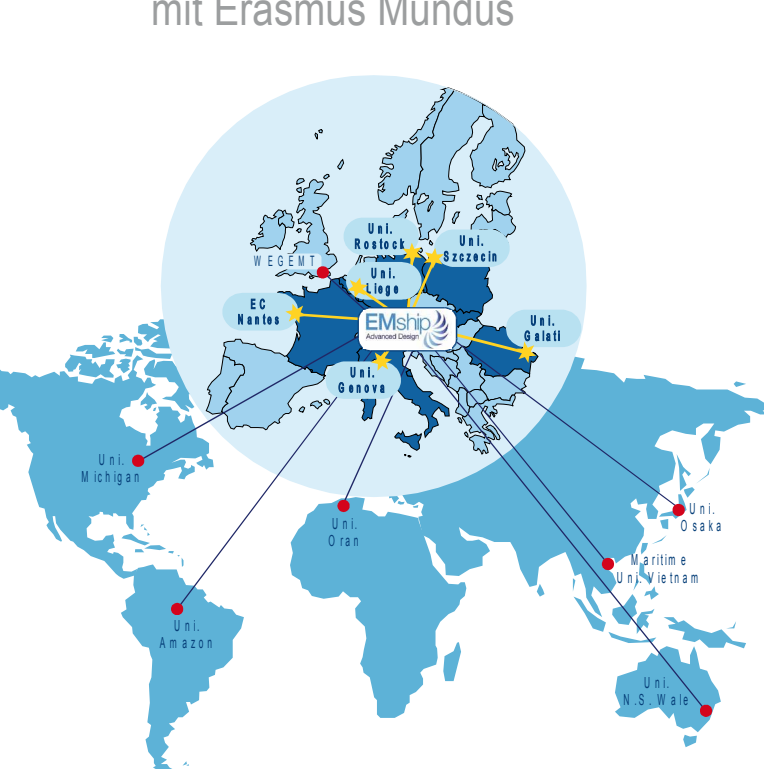 mit Erasmus Mundus
Uni.
Rostock
Uni.
Szczecin
WEGEMT
Uni.
Liege
EC
Nantes
EMship
Advanced Design
Uni.
Galati
Uni.
Genova
Uni.
Michigan
Uni.
Oran
Uni.
Osaka
Maritime
Uni. Vietnam
Uni.
Amazon
Uni.
N.S. Wale